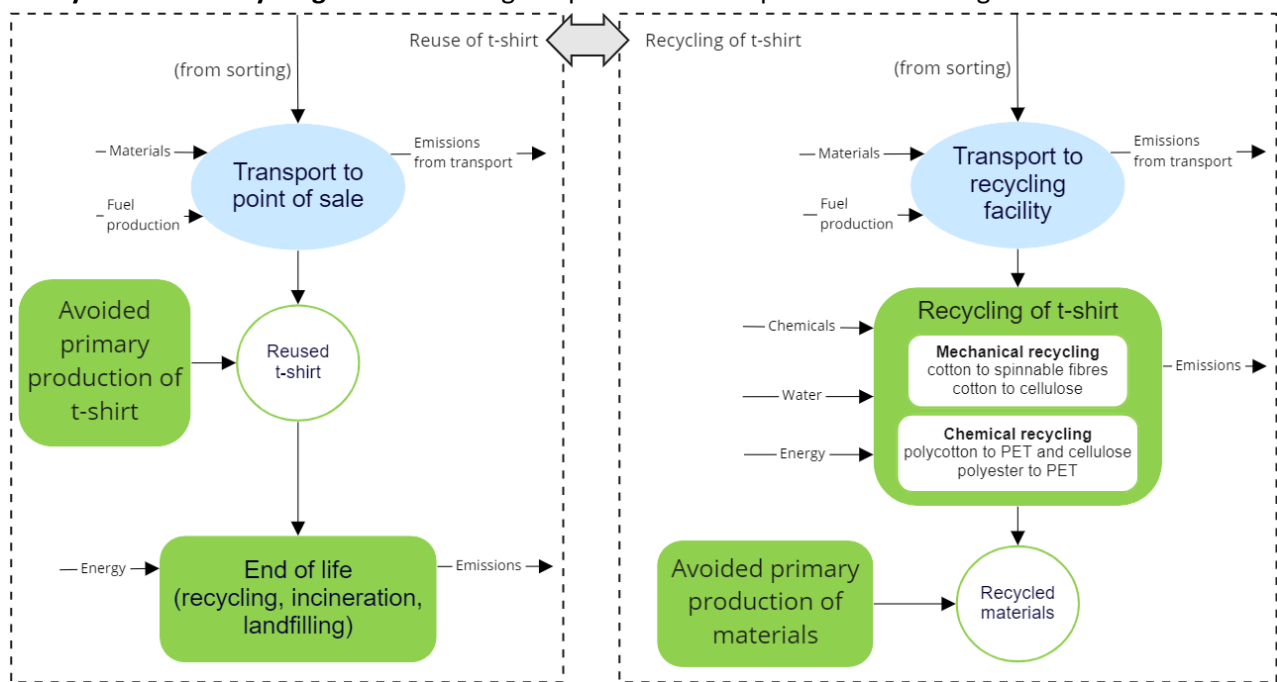 Reuse of t-shirt
Recycling of t-shirt
(from sorting)
Materials
Fuel
production
Transport to
point of sale
Emissions
from transport
Avoided
primary
production of
t-shirt
Reused
t-shirt
Energy
End of life
(recycling, incineration,
landfilling)
Emissions
(from sorting)
Materials
Fuel
production
Transport to
recycling
facility
Emissions
from transport
Chemicals
Water
Energy
Recycling of t-shirt
Mechanical recycling
cotton to spinnable fibres
cotton to cellulose
Chemical recycling
polycotton to PET and cellulose
polyester to PET
Emissions
Avoided primary
production of
materials
Recycled
materials